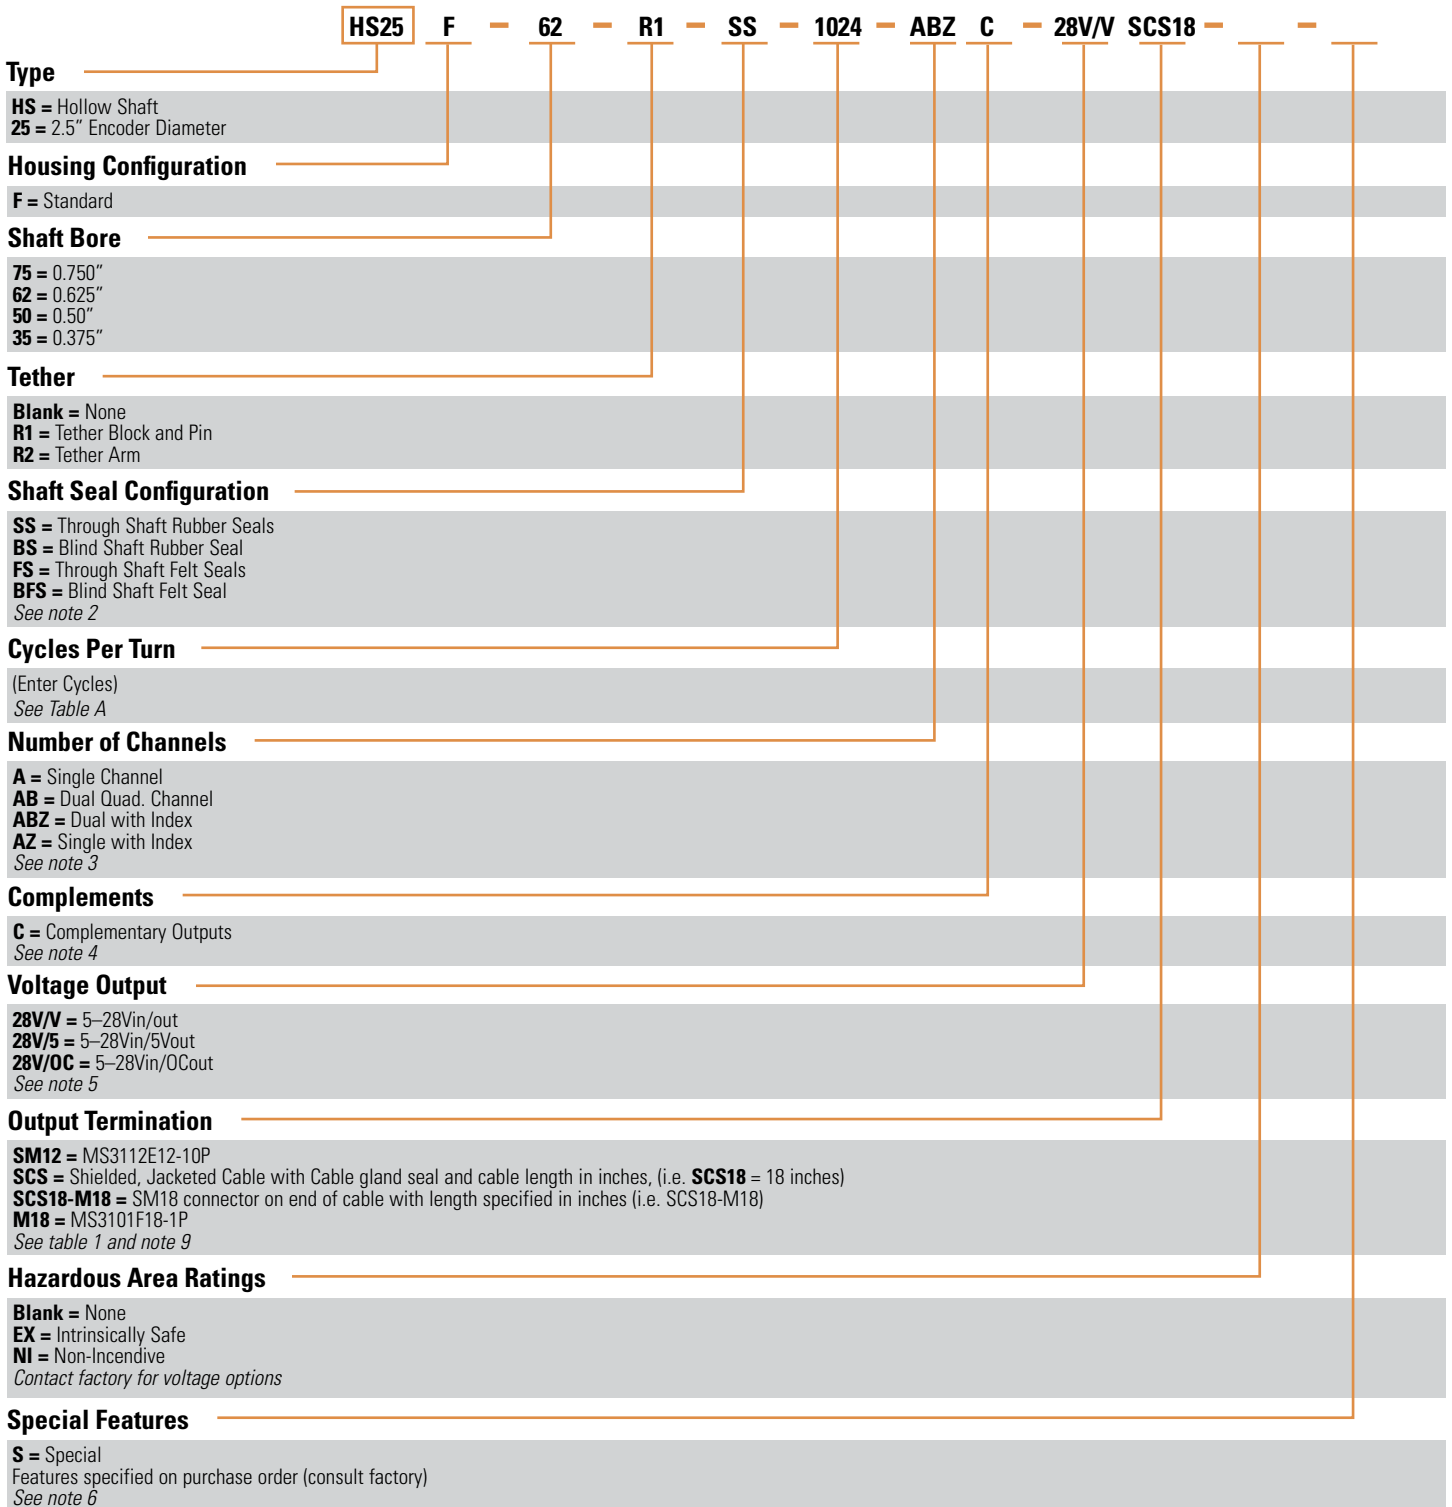 HS25 F – 62 – R1 – SS – 1024 – ABZ C – 28V/V SCS18 – –
Type
HS = Hollow Shaft
25 = 2.5” Encoder Diameter
Housing Configuration
F = Standard
Shaft Bore
75 = 0.750”
62 = 0.625”
50 = 0.50”
35 = 0.375”
Tether
Blank = None
R1 = Tether Block and Pin
R2 = Tether Arm
Shaft Seal Configuration
SS = Through Shaft Rubber Seals
BS = Blind Shaft Rubber Seal
FS = Through Shaft Felt Seals
BFS = Blind Shaft Felt Seal
See note 2
Cycles Per Turn
(Enter Cycles)
See Table A
Number of Channels
A = Single Channel
AB = Dual Quad. Channel
ABZ = Dual with Index
AZ = Single with Index
See note 3
Complements
C = Complementary Outputs
See note 4
Voltage Output
28V/V = 5–28Vin/out
28V/5 = 5–28Vin/5Vout
28V/OC = 5–28Vin/OCout
See note 5
Output Termination
SM12 = MS3112E12-10P
SCS = Shielded, Jacketed Cable with Cable gland seal and cable length in inches, (i.e. SCS18 = 18 inches)
SCS18-M18 = SM18 connector on end of cable with length specified in inches (i.e. SCS18-M18)
M18 = MS3101F18-1P
See table 1 and note 9
Hazardous Area Ratings
Blank = None
EX = Intrinsically Safe
NI = Non-Incendive
Contact factory for voltage options
Special Features
S = Special
Features specified on purchase order (consult factory)
See note 6